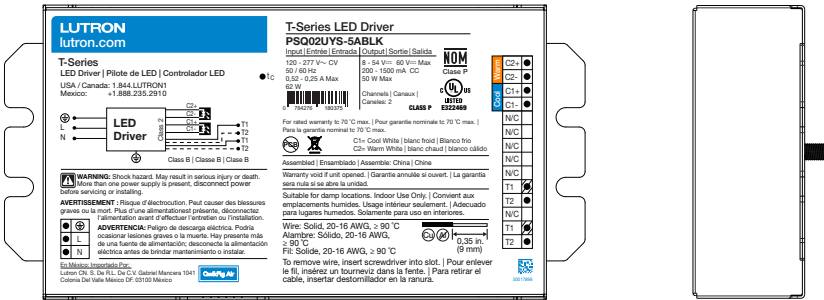 LUTRON
lutron.com
T-Series
LED Driver | Pilote de LED | Controlador LED
USA / Canada: 1.844.LUTRON1
Mexico: +1.888.235.2910
tc
C2+
C2-
C1+
C1-
L
N
LED
Driver
Class 2
T1
T2
T1
T2
Class B | Classe B | Clase B
WARNING: Shock hazard. May result in serious injury or death.
More than one power supply is present, disconnect power
before servicing or installing.
AVERTISSEMENT : Risque d'électrocution. Peut causer des blessures
graves ou la mort. Plus d'une alimentationest présente, déconnectez
l'alimentation avant d'effectuer l'entretien ou l'installation.
ADVERTENCIA: Peligro de descarga eléctrica. Podría
ocasionar lesiones graves o la muerte. Hay presente más
de una fuente de alimentación; desconecte la alimentación
eléctrica antes de brindar mantenimiento o instalar.
L
N
En México: Importado Por:
Lutron CN. S. De R.L. De C.V. Gabriel Mancera 1041
Colonia Del Valle México DF. 03100 México
T-Series LED Driver
PSQ02UYS-5ABLK
Input | Entrée | Entrada
120 - 277 V~ CV
50 / 60 Hz
0,52 - 0,25 A Max
62 W
0 784276 180375
Output | Sortie | Salida
8 - 54 V⎓ 60 V⎓ Max
200 - 1500 mA CC
50 W Max
Channels | Canaux |
Caneles: 2
CLASS P
NOM
Clase P
C UL US
LISTED
E322469
For rated warranty tc 70 ˚C max. | Pour garantie nominale tc 70 ˚C max. |
Para la garantía nominal tc 70 ˚C max.
PCB
C1= Cool White | blanc froid | Blanco frio
C2= Warm White | blanc chaud | blanco cálido
Assembled | Ensamblado | Assemble: China | Chine
Warranty void if unit opened. | Garantie annulée si ouvert. | La garantia
sera nula si se abre la unidad.
Suitable for damp locations. Indoor Use Only. | Convient aux
emplacements humides. Usage intérieur seulement. | Adecuado
para lugares humedos. Solamente para uso en interiores.
Wire: Solid, 20-16 AWG, ≥ 90 ˚C
Alambre: Sólido, 20-16 AWG,
≥ 90 ˚C
Fil: Solide, 20-16 AWG, ≥ 90 ˚C
Cu Al
0,35 in.
(9 mm)
To remove wire, insert screwdriver into slot. | Pour enlever
le fil, insérez un tourneviz dans la fente. | Para retirar el
cable, insertar destornillador en la ranura.
Warm
Cool
C2+
C2-
C1+
C1-
N/C
N/C
N/C
N/C
N/C
T1
T2
N/C
T1
T2